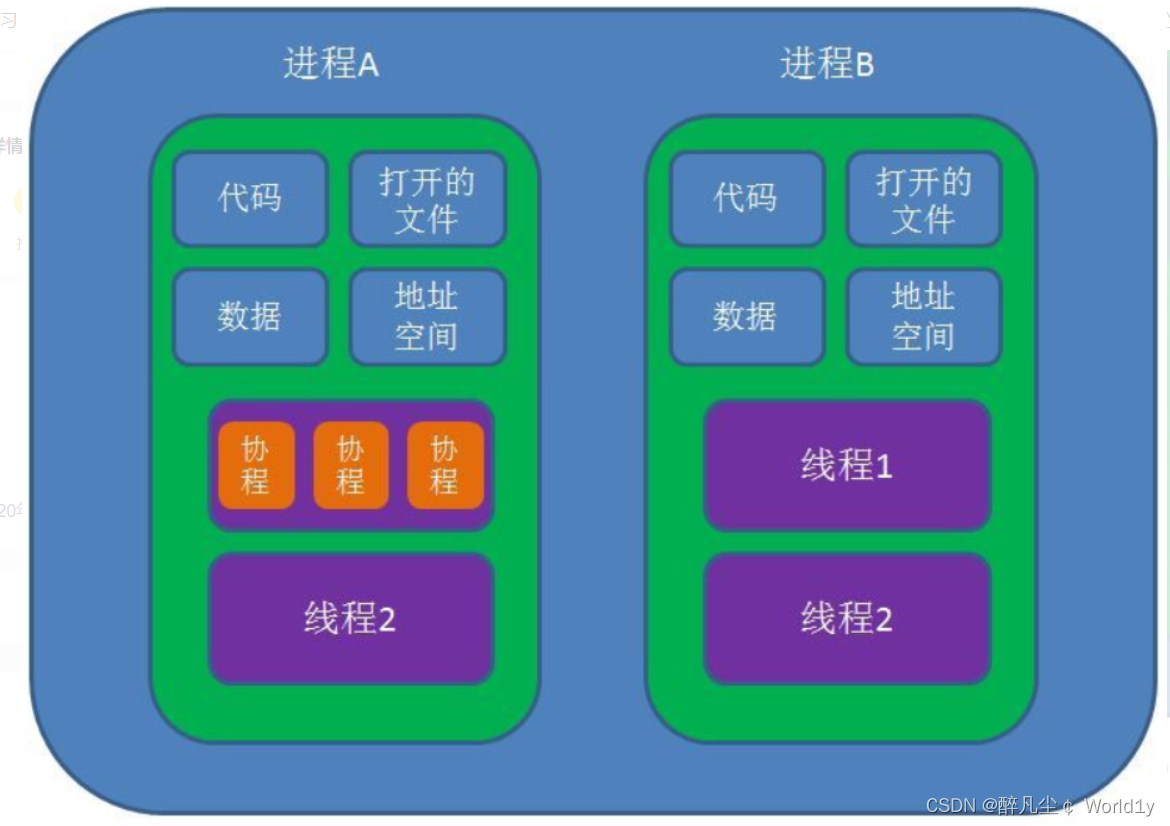 习
进程A
进程B
代码
打开的
文件
代码
打开的
文件
数据
地址
空间
数据
地址
空间
协
程
协
程
协
程
线程1
线程2
线程2
CSDN @醉凡尘 ¢ World1y